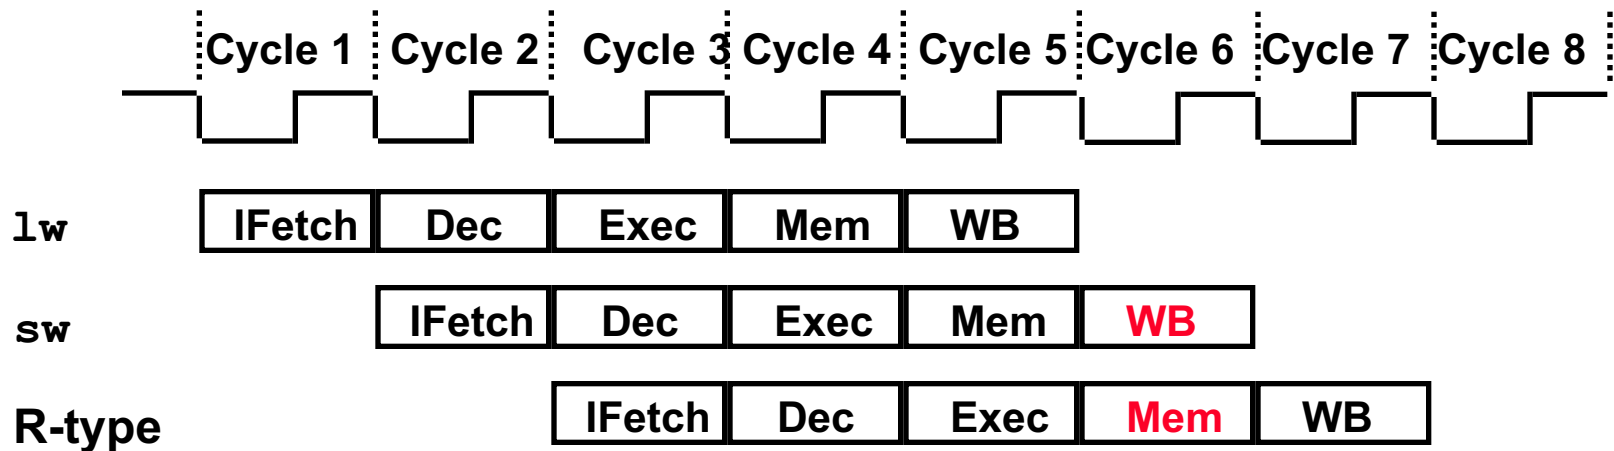 Cycle 1 Cycle 2 Cycle 3 Cycle 4 Cycle 5 Cycle 6 Cycle 7 Cycle 8
lw IFetch Dec Exec Mem WB
sw IFetch Dec Exec Mem WB
R-type IFetch Dec Exec Mem WB